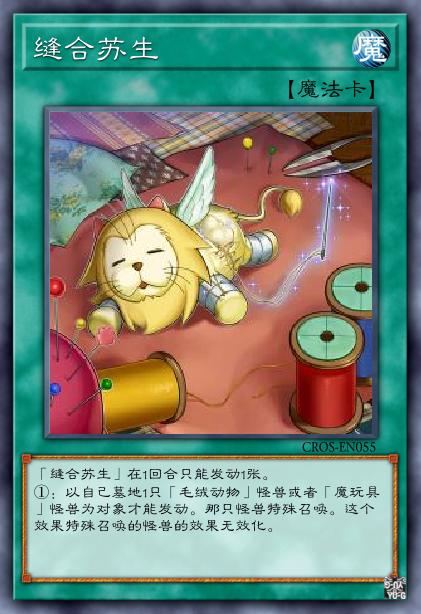 缝合苏生
魔
【魔法卡】
CROS-EN055
「缝合苏生」在1回合只能发动1张。
①：以自己墓地1只「毛绒动物」怪兽或者「魔玩具
」怪兽为对象才能发动。那只怪兽特殊召唤。这个
效果特殊召唤的怪兽的效果无效化。